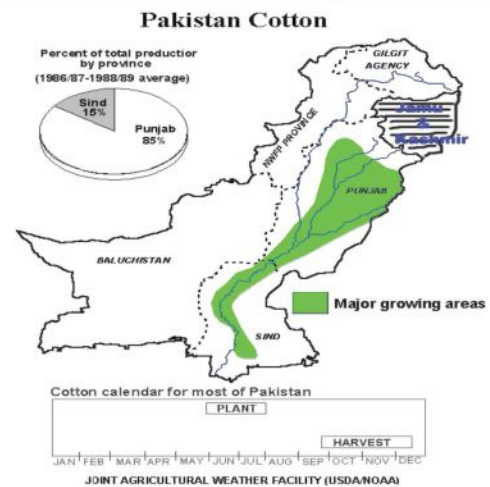 Pakistan Cotton
Percent of total production
by province
(1986/87-1988/89 average)
Sind
15%
Punjab
85%
GILGIT
AGENCY
Jamu
&
Kashmir
NWFP PROVINCE
PUNJAB
BALUCHISTAN
Major growing areas
SIND
Cotton calendar for most of Pakistan
PLANT
HARVEST
JAN FEB MAR APR MAY JUN JUL AUG SEP OCT NOV DEC
JOINT AGRICULTURAL WEATHER FACILITY (USDA/NOAA)